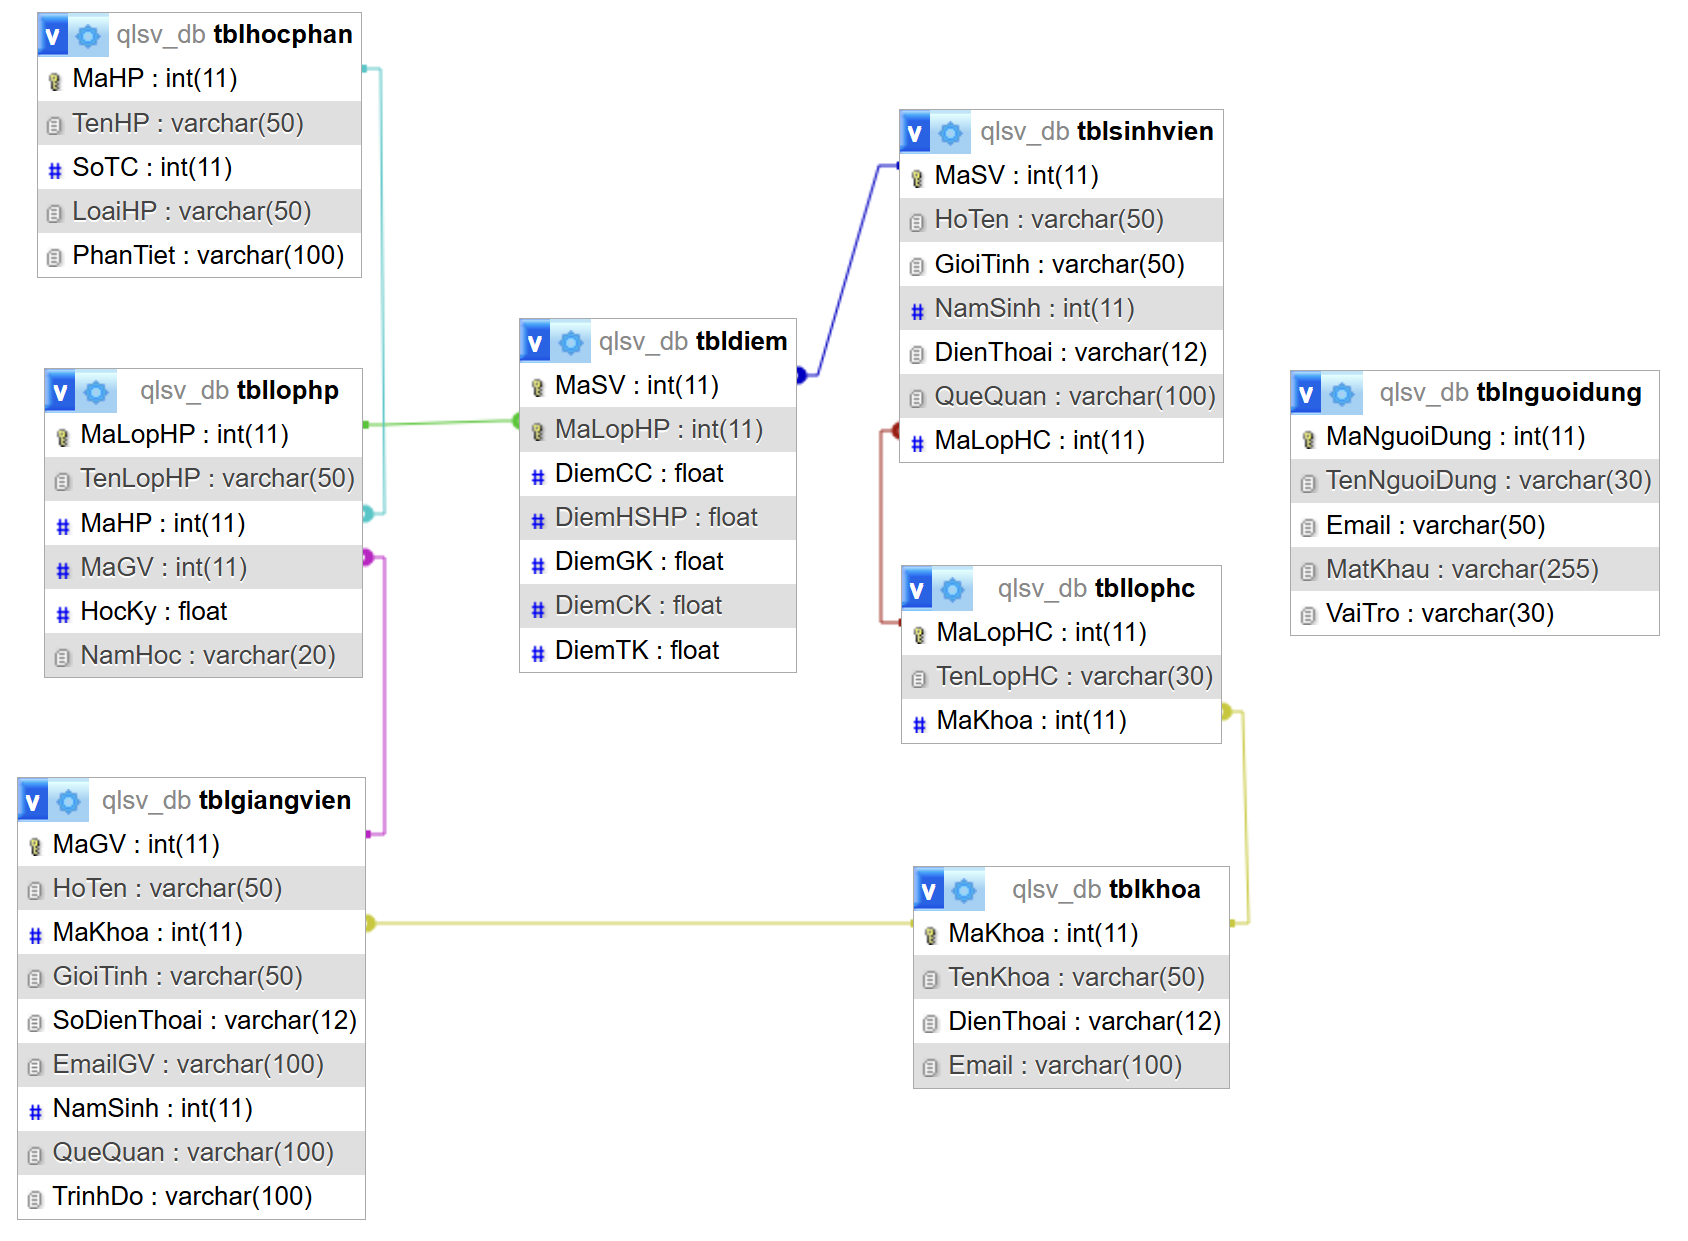 qlsv_db tblhocphan
MaHP : int(11)
TenHP : varchar(50)
SoTC : int(11)
LoaiHP : varchar(50)
PhanTiet : varchar(100)
qlsv_db tbllophp
MaLopHP : int(11)
TenLopHP : varchar(50)
MaHP : int(11)
MaGV : int(11)
HocKy : float
NamHoc : varchar(20)
qlsv_db tblgiangvien
MaGV : int(11)
HoTen : varchar(50)
MaKhoa : int(11)
GioiTinh : varchar(50)
SoDienThoai : varchar(12)
EmailGV : varchar(100)
NamSinh : int(11)
QueQuan : varchar(100)
TrinhDo : varchar(100)
qlsv_db tbldiem
MaSV : int(11)
MaLopHP : int(11)
DiemCC : float
DiemHSHP : float
DiemGK : float
DiemCK : float
DiemTK : float
qlsv_db tblsinhvien
MaSV : int(11)
HoTen : varchar(50)
GioiTinh : varchar(50)
NamSinh : int(11)
DienThoai : varchar(12)
QueQuan : varchar(100)
MaLopHC : int(11)
qlsv_db tbllophc
MaLopHC : int(11)
TenLopHC : varchar(30)
MaKhoa : int(11)
qlsv_db tblkhoa
MaKhoa : int(11)
TenKhoa : varchar(50)
DienThoai : varchar(12)
Email : varchar(100)
qlsv_db tblnguoidung
MaNguoiDung : int(11)
TenNguoiDung : varchar(30)
Email : varchar(50)
MatKhau : varchar(255)
VaiTro : varchar(30)